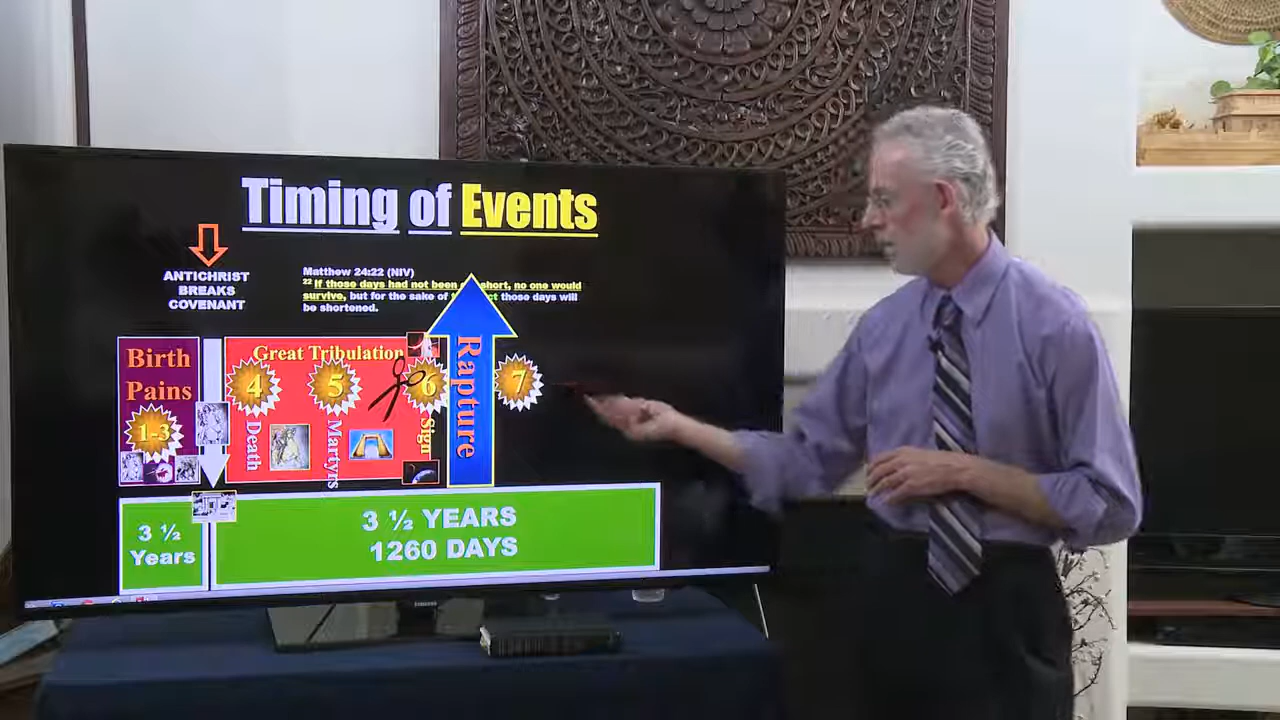 Timing of Events
ANTICHRIST
BREAKS
COVENANT
Matthew 24:22 (NIV)
22 If those days had not been short, no one would
survive, but for the sake of those days will
be shortened.
Birth
Pains
1-3
Great Tribulation
4
5
6
7
Death
Martyrs
Sign
Rapture
3 ½
Years
3 ½ YEARS
1260 DAYS
SAMSUNG